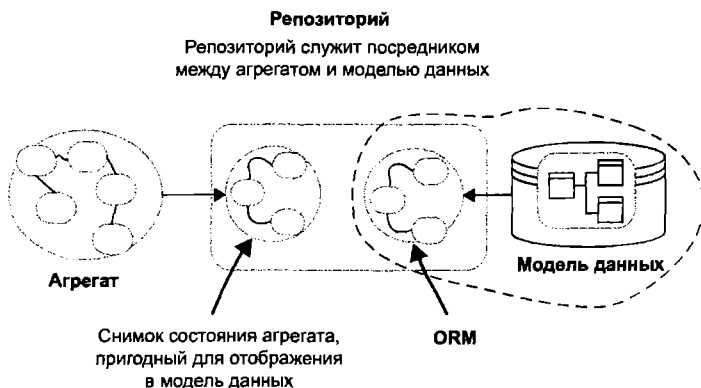 Репозиторий
Репозиторий служит посредником
между агрегатом и моделью данных
Агрегат
Модель данных
Снимок состояния агрегата,
пригодный для отображения
в модель данных
ORM